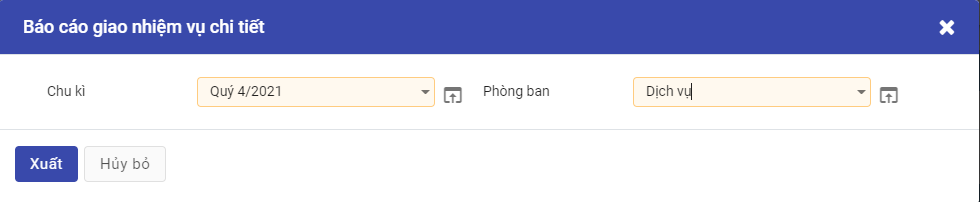 Báo cáo giao nhiệm vụ chi tiết
Chu kì Quý 4/2021 Phòng ban Dịch vụ
Xuất Hủy bỏ